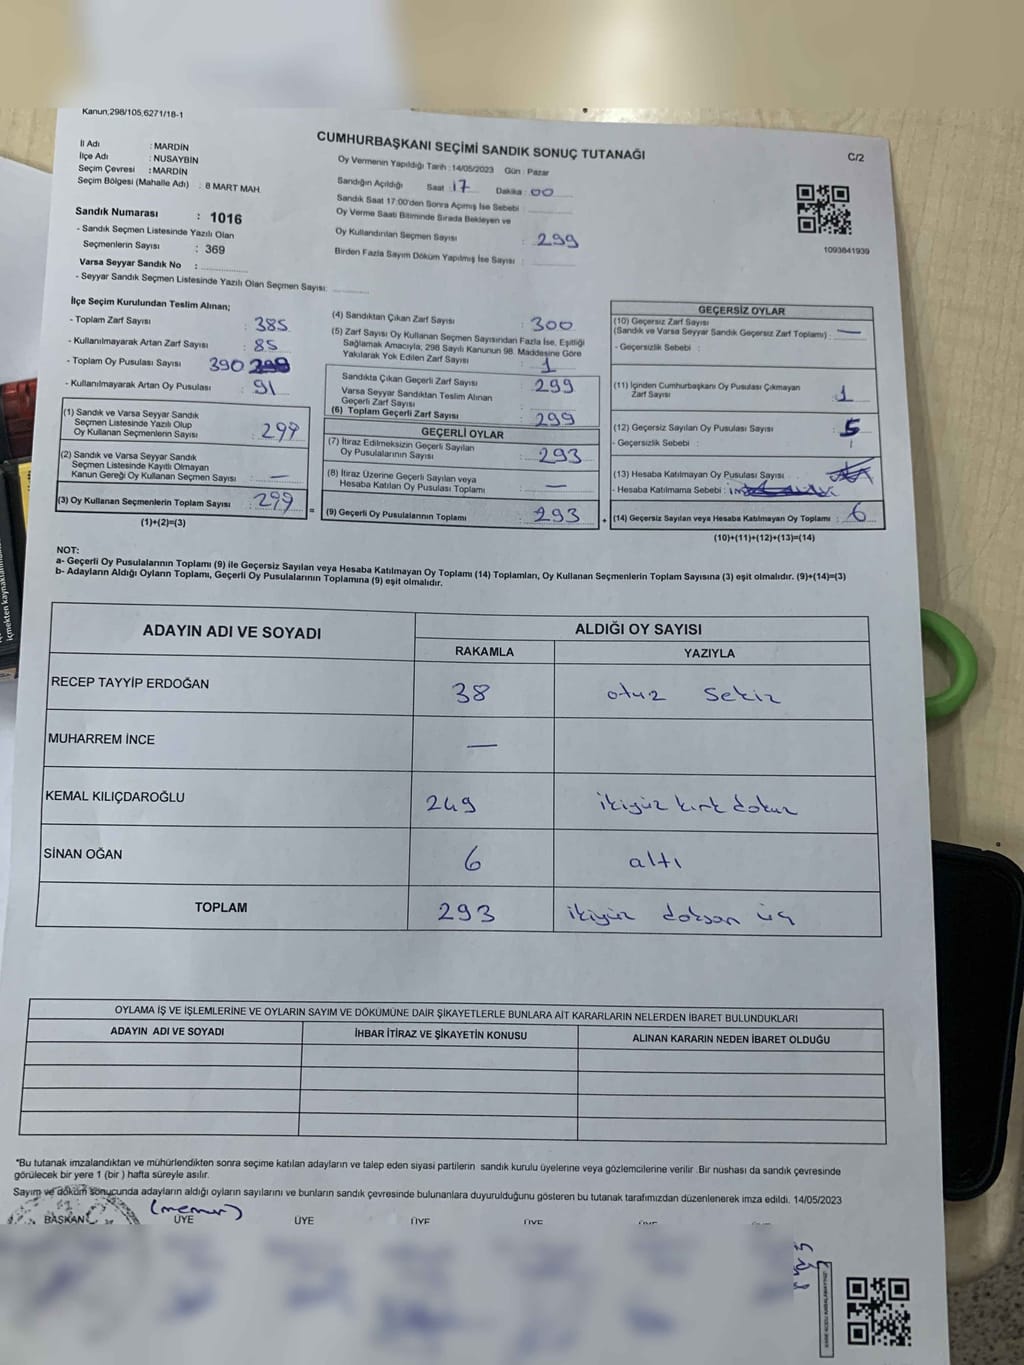 Kanun,298/105,6271/18-1
CUMHURBAŞKANI SEÇİMİ SANDIK SONUÇ TUTANAĞI
C/2
İl Adı : MARDİN
İlçe Adı : NUSAYBİN
Seçim Çevresi : MARDİN
Seçim Bölgesi (Mahalle Adı) : 8 MART MAH.
Sandık Numarası : 1016
- Sandık Seçmen Listesinde Yazılı Olan
Seçmenlerin Sayısı : 369
Varsa Seyyar Sandık No :
- Seyyar Sandık Seçmen Listesinde Yazılı Olan Seçmen Sayısı:
Oy Vermenin Yapıldığı Tarih : 14/05/2023 Gün : Pazar
Sandığın Açıldığı Saat : 17 Dakika : 00
Sandık Saat 17:00'den Sonra Açımış İse Sebebi :
Oy Verme Saati Bitiminde Sırada Bekleyen ve
Oy Kullandırılan Seçmen Sayısı : 299
Birden Fazla Sayım Döküm Yapılmış İse Sayısı :
1093841939
İlçe Seçim Kurulundan Teslim Alınan;
- Toplam Zarf Sayısı : 385
- Kullanılmayarak Artan Zarf Sayısı : 85
- Toplam Oy Pusulası Sayısı 390
- Kullanılmayarak Artan Oy Pusulası : 91
(1) Sandık ve Varsa Seyyar Sandık
Seçmen Listesinde Yazılı Olup
Oy Kullanan Seçmenlerin Sayısı : 299
(2) Sandık ve Varsa Seyyar Sandık
Seçmen Listesinde Kayıtlı Olmayan
Kanun Gereği Oy Kullanan Seçmen Sayısı : —
(3) Oy Kullanan Seçmenlerin Toplam Sayısı : 299
(1)+(2)=(3)
=
(4) Sandıktan Çıkan Zarf Sayısı : 300
(5) Zarf Sayısı Oy Kullanan Seçmen Sayısından Fazla İse, Eşitliği
Sağlamak Amacıyla; 298 Sayılı Kanunun 98. Maddesine Göre
Yakılarak Yok Edilen Zarf Sayısı : 1
Sandıkta Çıkan Geçerli Zarf Sayısı : 299
Varsa Seyyar Sandıktan Teslim Alınan
Geçerli Zarf Sayısı
(6) Toplam Geçerli Zarf Sayısı : 299
GEÇERLİ OYLAR
(7) İtiraz Edilmeksizin Geçerli Sayılan
Oy Pusulalarının Sayısı : 293
(8) İtiraz Üzerine Geçerli Sayılan veya
Hesaba Katılan Oy Pusulası Toplamı : —
(9) Geçerli Oy Pusulalarının Toplamı : 293
+
GEÇERSİZ OYLAR
(10) Geçersiz Zarf Sayısı
(Sandık ve Varsa Seyyar Sandık Geçersiz Zarf Toplamı) : —
- Geçersizlik Sebebi :
(11) İçinden Cumhurbaşkanı Oy Pusulası Çıkmayan
Zarf Sayısı : 1
(12) Geçersiz Sayılan Oy Pusulası Sayısı : 5
- Geçersizlik Sebebi :
(13) Hesaba Katılmayan Oy Pusulası Sayısı
- Hesaba Katılmama Sebebi :
(14) Geçersiz Sayılan veya Hesaba Katılmayan Oy Toplamı : 6
(10)+(11)+(12)+(13)=(14)
NOT:
a- Geçerli Oy Pusulalarının Toplamı (9) ile Geçersiz Sayılan veya Hesaba Katılmayan Oy Toplamı (14) Toplamları, Oy Kullanan Seçmenlerin Toplam Sayısına (3) eşit olmalıdır. (9)+(14)=(3)
b- Adayların Aldığı Oyların Toplamı, Geçerli Oy Pusulalarının Toplamına (9) eşit olmalıdır.
ADAYIN ADI VE SOYADI
ALDIĞI OY SAYISI
RAKAMLA YAZIYLA
RECEP TAYYİP ERDOĞAN 38 otuz sekiz
MUHARREM İNCE —
KEMAL KILIÇDAROĞLU 249 ikiyüz kırk dokuz
SİNAN OĞAN 6 altı
TOPLAM 293 ikiyüz doksan üç
OYLAMA İŞ VE İŞLEMLERİNE VE OYLARIN SAYIM VE DÖKÜMÜNE DAİR ŞİKAYETLERLE BUNLARA AİT KARARLARIN NELERDEN İBARET BULUNDUKLARI
ADAYIN ADI VE SOYADI İHBAR İTİRAZ VE ŞİKAYETİN KONUSU ALINAN KARARIN NEDEN İBARET OLDUĞU
*Bu tutanak imzalandıktan ve mühürlendikten sonra seçime katılan adayların ve talep eden siyasi partilerin sandık kurulu üyelerine veya gözlemcilerine verilir .Bir nüshası da sandık çevresinde
görülecek bir yere 1 (bir ) hafta süreyle asılır.
Sayım ve döküm sonucunda adayların aldığı oyların sayılarını ve bunların sandık çevresinde bulunanlara duyurulduğunu gösteren bu tutanak tarafımızdan düzenlenerek imza edildi. 14/05/2023
(memur)
BAŞKAN ÜYE ÜYE ÜYE ÜYE